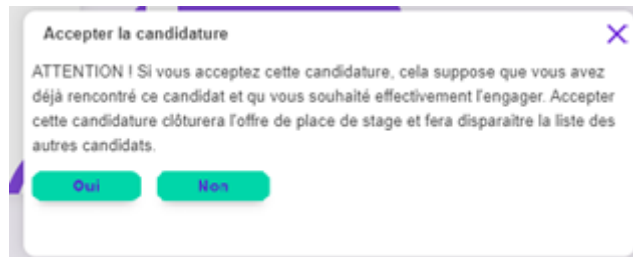 Accepter la candidature
ATTENTION ! Si vous acceptez cette candidature, cela suppose que vous avez
déjà rencontré ce candidat et qu vous souhaité effectivement l'engager. Accepter
cette candidature clôturera l'offre de place de stage et fera disparaître la liste des
autres candidats.
Oui Non